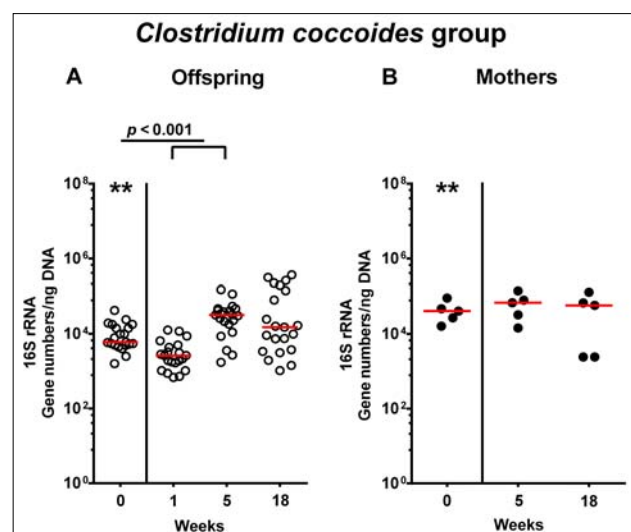 Clostridium coccoides group
A Offspring
p < 0.001
**
16S rRNA
Gene numbers/ng DNA
10⁸
10⁶
10⁴
10²
10⁰
0 1 5 18
Weeks
B Mothers
**
16S rRNA
Gene numbers/ng DNA
10⁸
10⁶
10⁴
10²
10⁰
0 5 18
Weeks